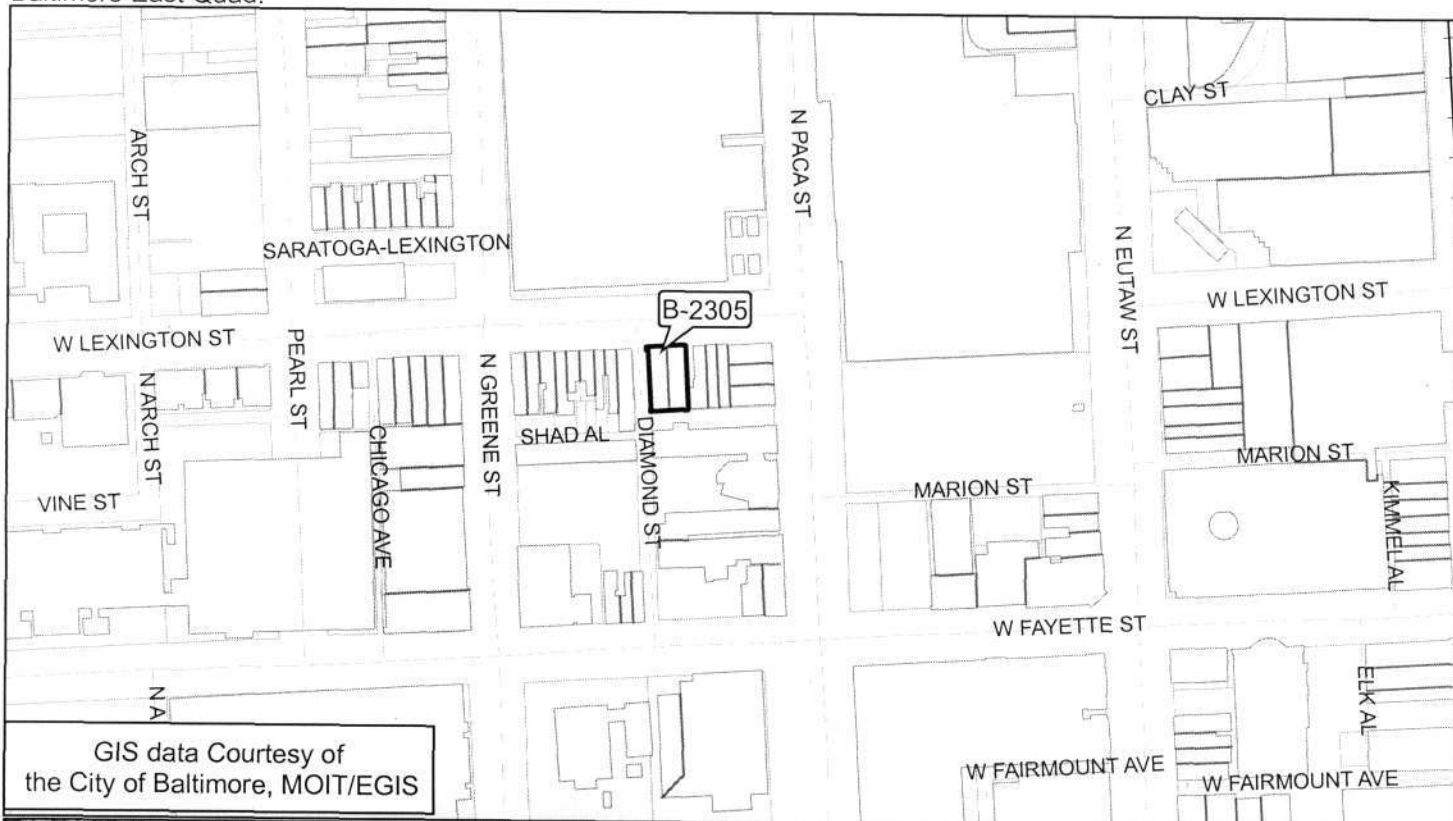 Baltimore East Quad.
CLAY ST
ARCH ST
N PACA ST
SARATOGA-LEXINGTON
N EUTAW ST
W LEXINGTON ST
B-2305
W LEXINGTON ST
PEARL ST
N GREENE ST
N ARCH ST
CHICAGO AVE
SHAD AL
DIAMOND ST
MARION ST
VINE ST
MARION ST
KIMMEL AL
W FAYETTE ST
N A
ELK AL
GIS data Courtesy of
the City of Baltimore, MOIT/EGIS
W FAIRMOUNT AVE
W FAIRMOUNT AVE